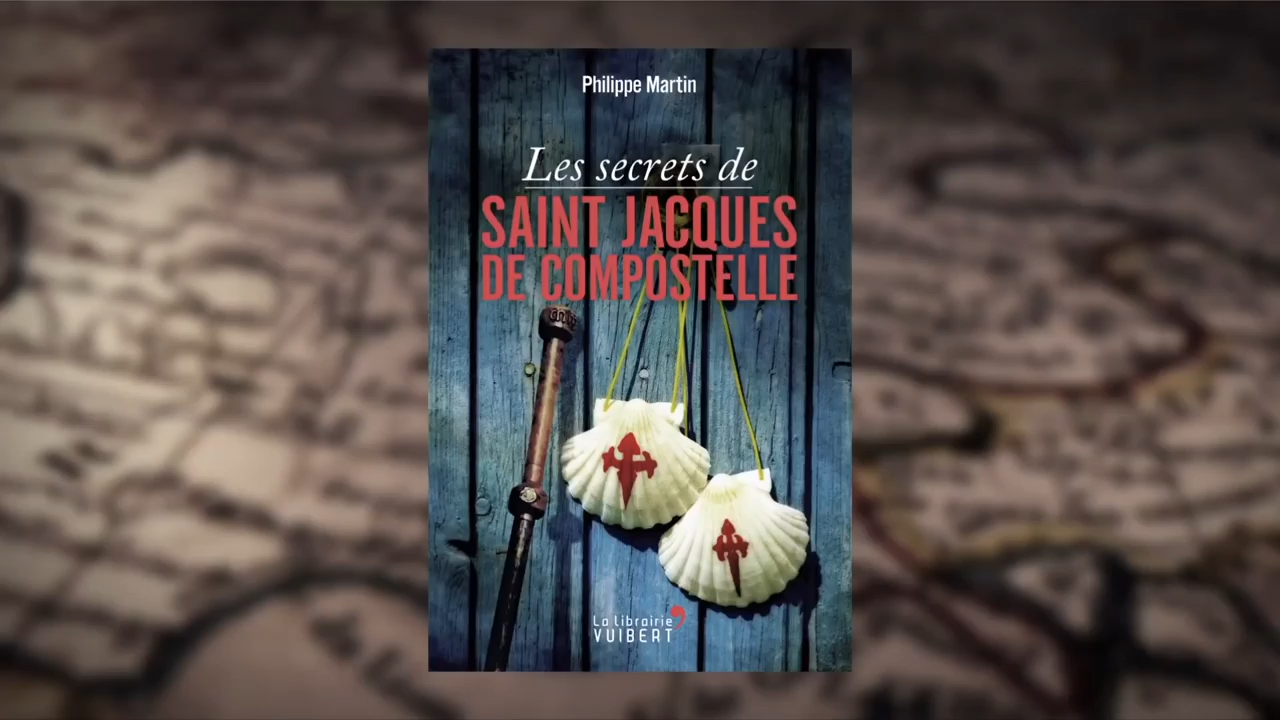 Philippe Martin
Les secrets de
SAINT JACQUES
DE COMPOSTELLE
La Librairie
VUIBERT